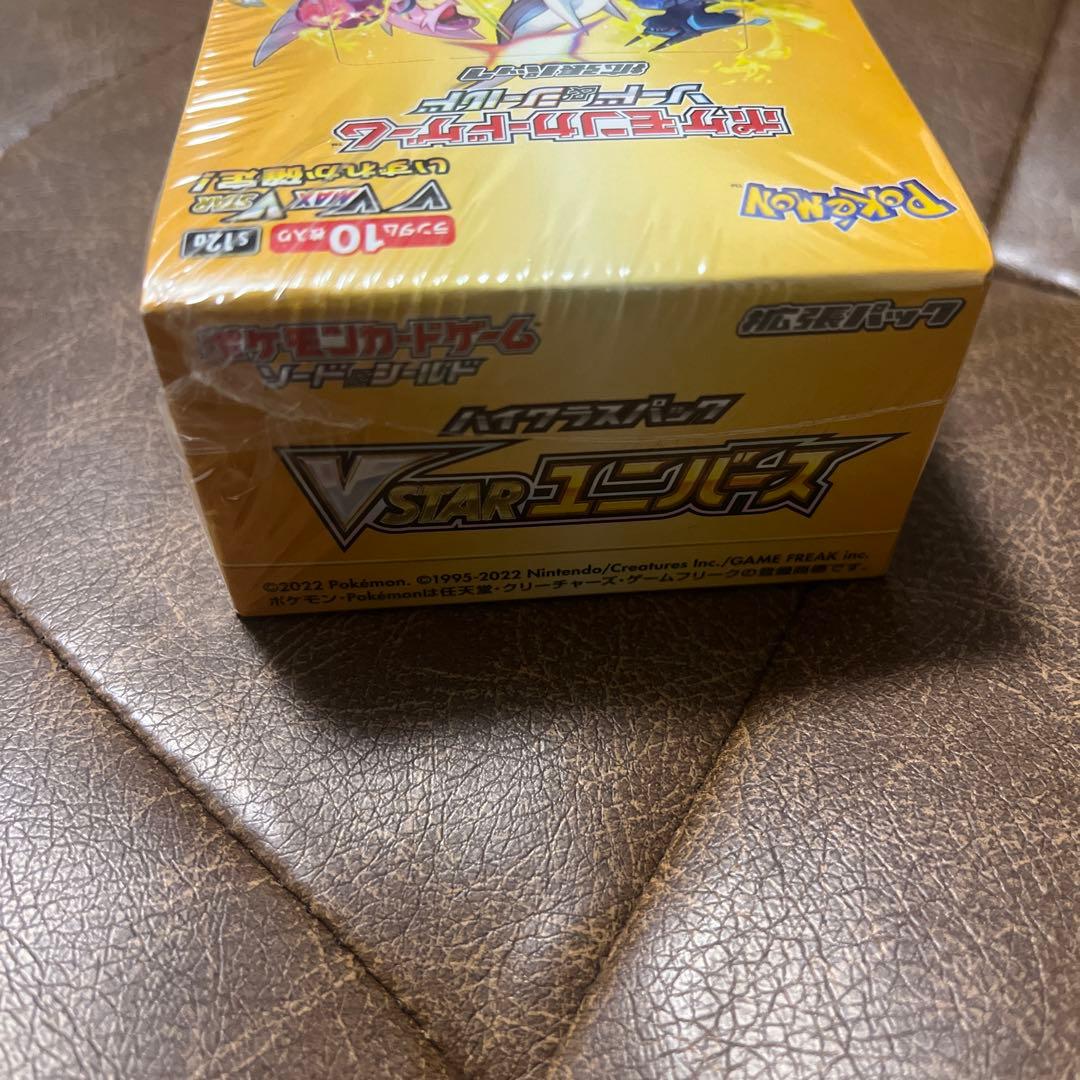 拡張パック
ポケモンカードゲーム
ソード&シールド
POKéMON™
V VMAX VSTAR
いずれか確定!
ランダム10枚入り
s12a
ポケモンカードゲーム
ソード&シールド
拡張パック
ハイクラスパック
VSTARユニバース
©2022 Pokémon. ©1995-2022 Nintendo/Creatures Inc./GAME FREAK inc.
ポケモン・Pokémonは任天堂・クリーチャーズ・ゲームフリークの登録商標です。